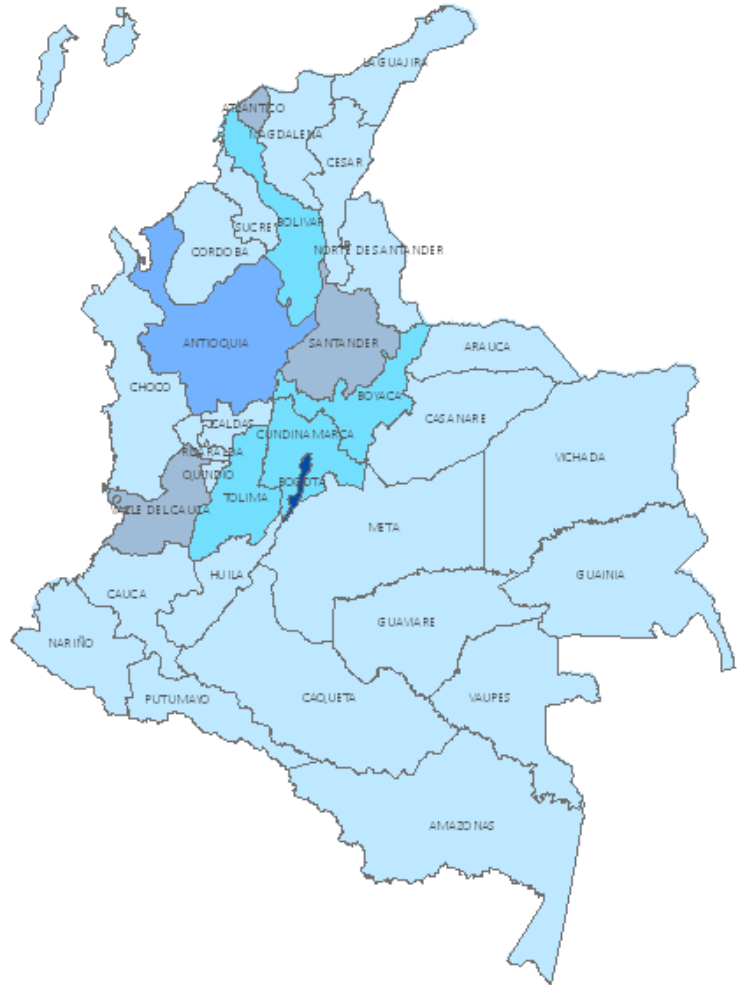 LA GUAJIRA
ATLANTICO
MAGDALENA
CESAR
BOLIVAR
SUCRE
CORDOBA
NORTE DE SANTANDER
ANTIOQUIA
SANTANDER
ARAUCA
CHOCO
BOYACA
CASANARE
CALDAS
CUNDINAMARCA
RISARALDA
VICHADA
QUINDIO
BOGOTA
TOLIMA
VALLE DEL CAUCA
META
HUILA
GUAINIA
CAUCA
GUAVIARE
NARIÑO
PUTUMAYO
CAQUETA
VAUPES
AMAZONAS